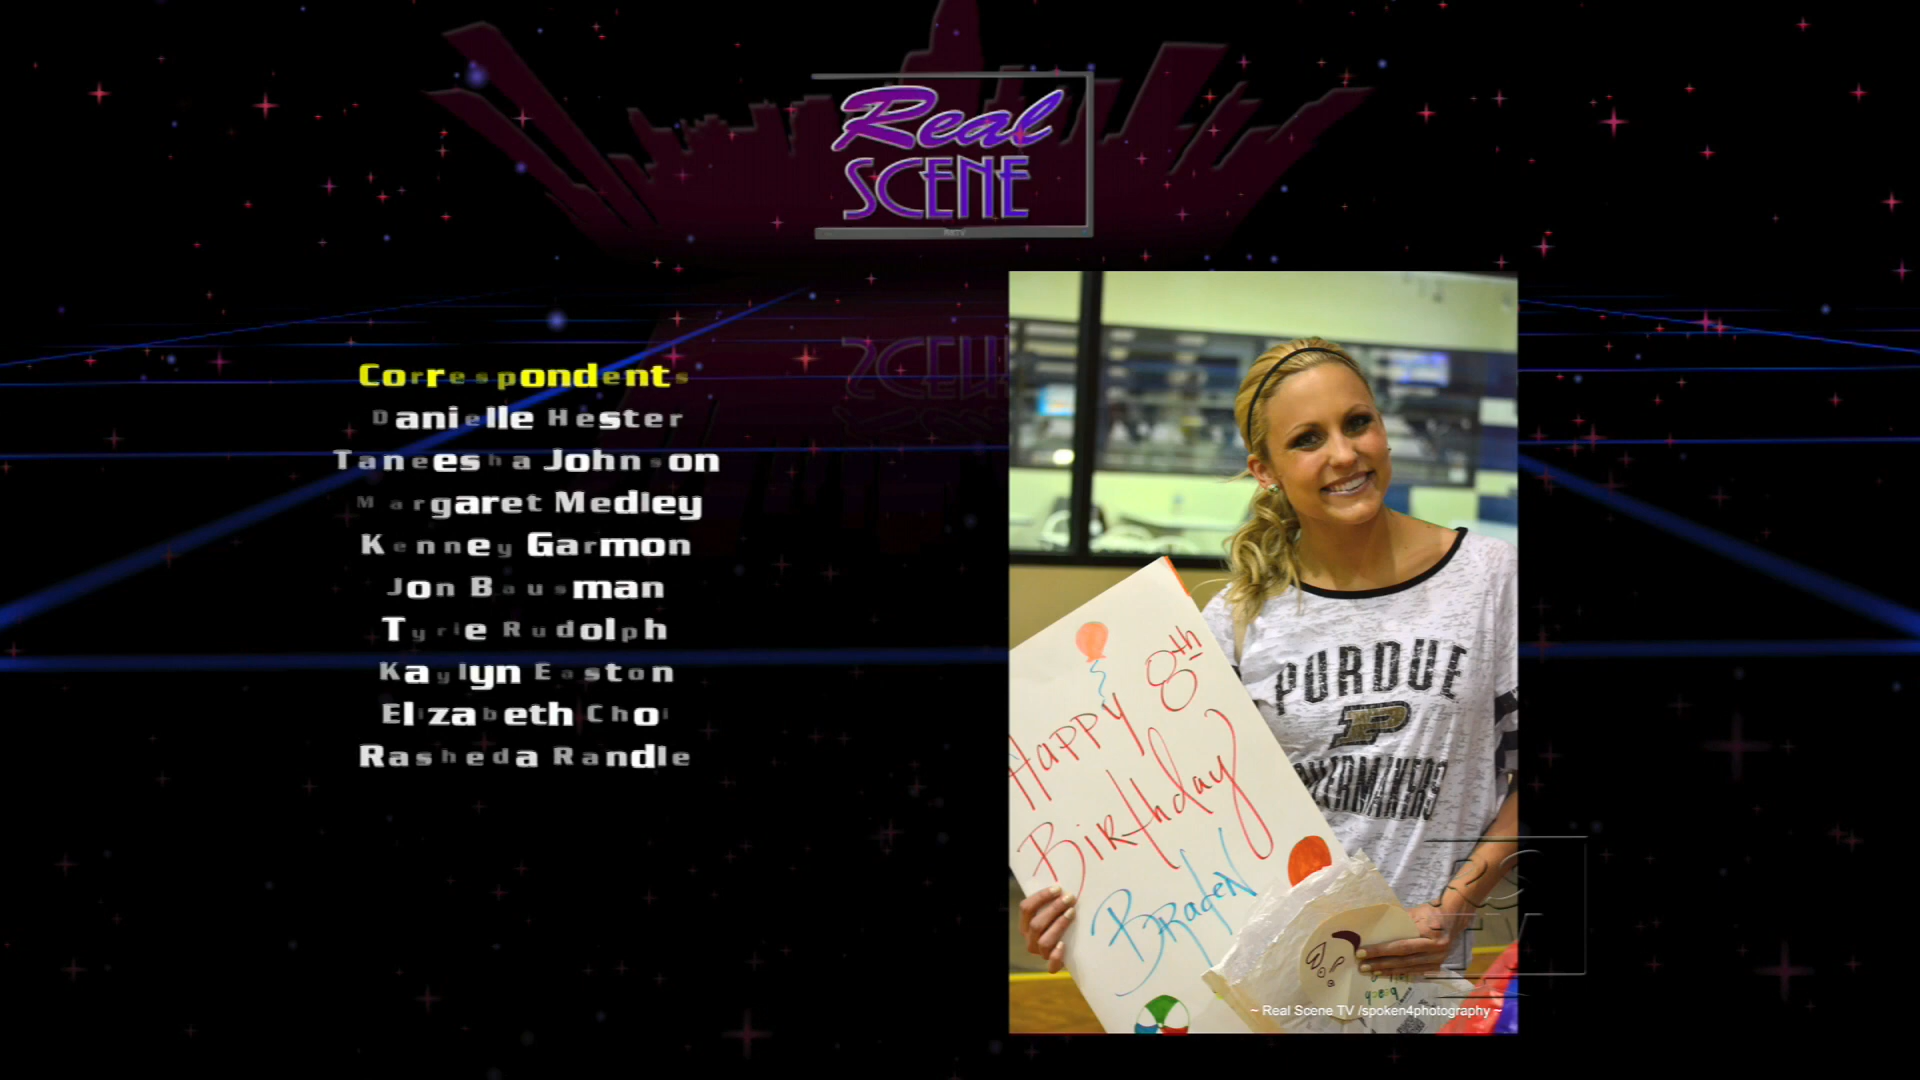 Real
SCENE
Correspondents
Danielle Hester
Taneesha Johnson
Margaret Medley
Kenney Garmon
Jon Bausman
Tyrie Rudolph
Kaylyn Easton
Elizabeth Choi
Rasheda Randle
PURDUE
P
Happy 8th
Birthday
Braden
~ Real Scene TV /spoken4photography ~